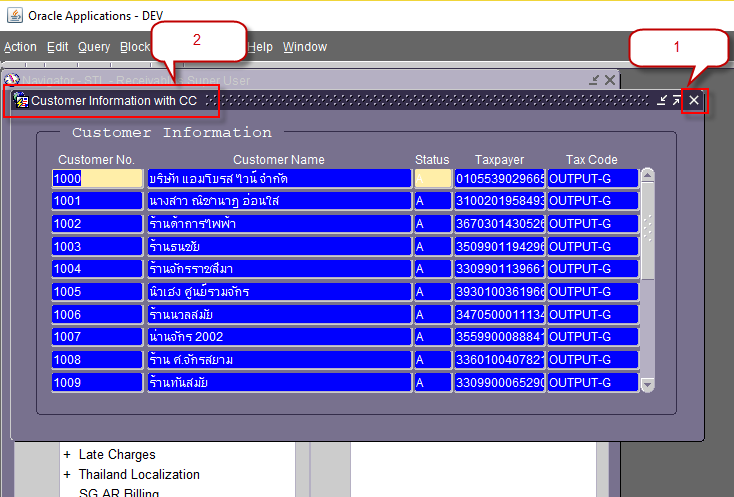 Oracle Applications - DEV
Action Edit Query Block Help Window
2
1
Navigator - STL - Receivables Super User
Customer Information with CC
Customer Information
Customer No. Customer Name Status Taxpayer Tax Code
1000 บริษัท แอมโบรส ไวน์ จำกัด A 0105539029665 OUTPUT-G
1001 นางสาว ณิชานาฎ อ่อนใส A 3100201958493 OUTPUT-G
1002 ร้านต้าการไฟฟ้า A 3670301430526 OUTPUT-G
1003 ร้านธนชัย A 3509901194296 OUTPUT-G
1004 ร้านจักรราชสีมา A 3309901139661 OUTPUT-G
1005 นิวเฮง ศูนย์รวมจักร A 3930100361966 OUTPUT-G
1006 ร้านนวลสมัย A 3470500011134 OUTPUT-G
1007 น่านจักร 2002 A 3559900088841 OUTPUT-G
1008 ร้าน ศ.จักรสยาม A 3360100407821 OUTPUT-G
1009 ร้านทันสมัย A 3309900065290 OUTPUT-G
+ Late Charges
+ Thailand Localization
SG AR Billing